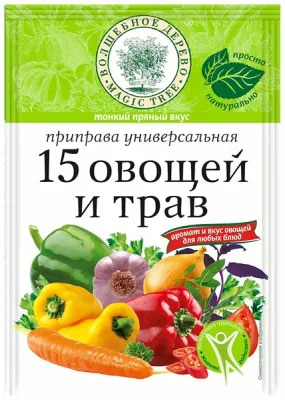 ВОЛШЕБНОЕ ДЕРЕВО
MAGIC TREE
просто
натурально
тонкий пряный вкус
приправа универсальная
15 овощей
и трав
аромат и вкус овощей
для любых блюд